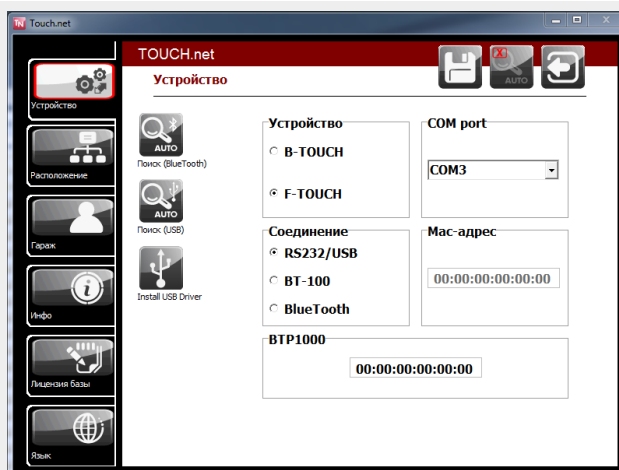 Touch.net
TOUCH.net
Устройство
AUTO
Устройство
Расположение
Гараж
Инфо
Лицензия базы
Язык
AUTO
Поиск (BlueTooth)
AUTO
Поиск (USB)
Install USB Driver
Устройство
B-TOUCH
F-TOUCH
COM port
COM3
Соединение
RS232/USB
BT-100
BlueTooth
Mac-адрес
00:00:00:00:00:00
BTP1000
00:00:00:00:00:00